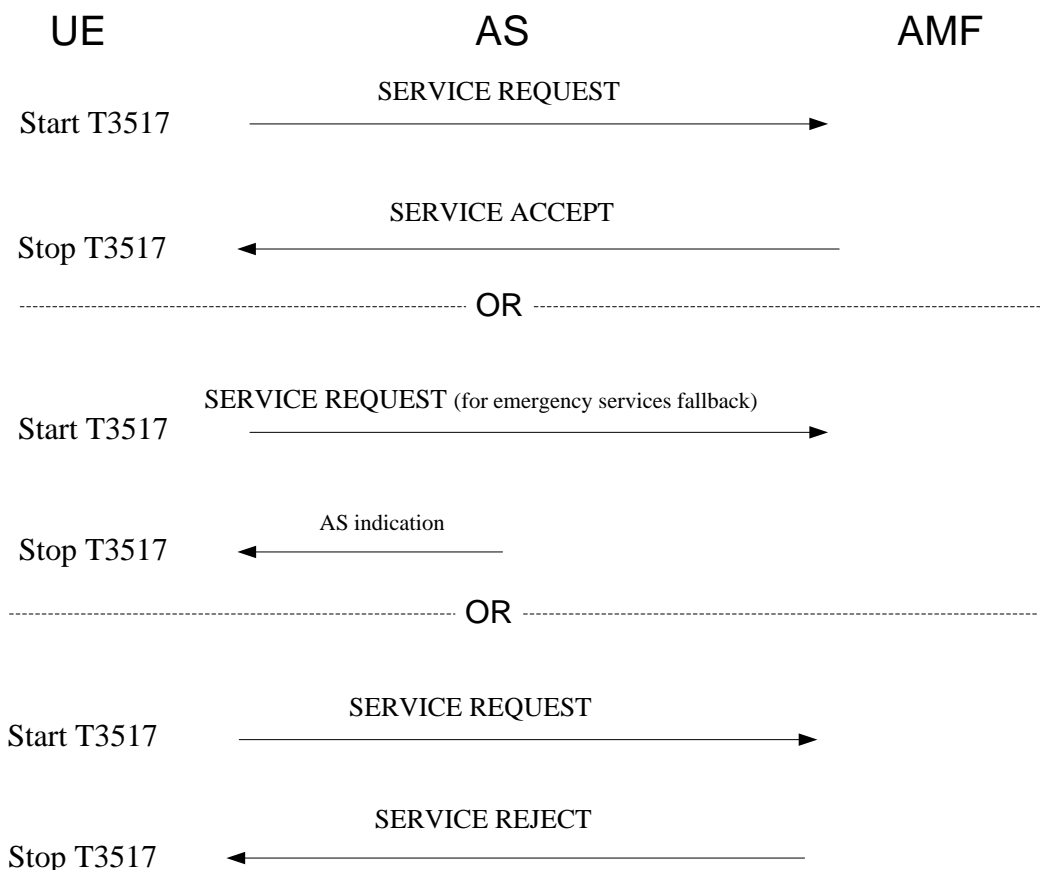 UE AS AMF
SERVICE REQUEST
Start T3517
SERVICE ACCEPT
Stop T3517
OR
SERVICE REQUEST (for emergency services fallback)
Start T3517
AS indication
Stop T3517
OR
SERVICE REQUEST
Start T3517
SERVICE REJECT
Stop T3517